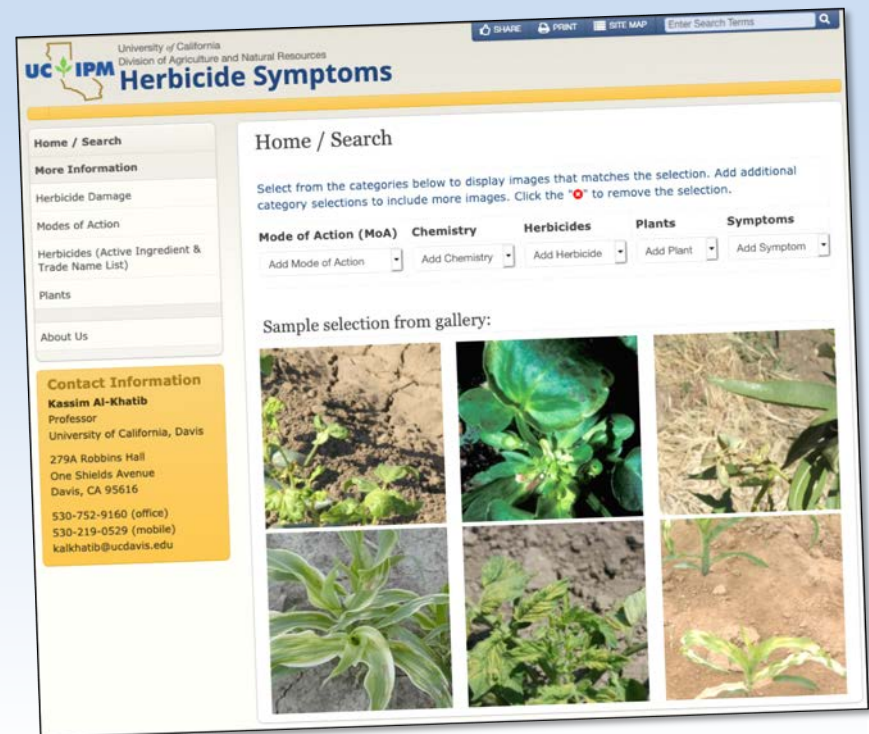 SHARE PRINT SITE MAP Enter Search Terms
University of California
Division of Agriculture and Natural Resources
UC IPM
Herbicide Symptoms
Home / Search
More Information
Herbicide Damage
Modes of Action
Herbicides (Active Ingredient &
Trade Name List)
Plants
About Us
Contact Information
Kassim Al-Khatib
Professor
University of California, Davis
279A Robbins Hall
One Shields Avenue
Davis, CA 95616
530-752-9160 (office)
530-219-0529 (mobile)
kalkhatib@ucdavis.edu
Home / Search
Select from the categories below to display images that matches the selection. Add additional
category selections to include more images. Click the "" to remove the selection.
Mode of Action (MoA) Chemistry Herbicides Plants Symptoms
Add Mode of Action Add Chemistry Add Herbicide Add Plant Add Symptom
Sample selection from gallery: